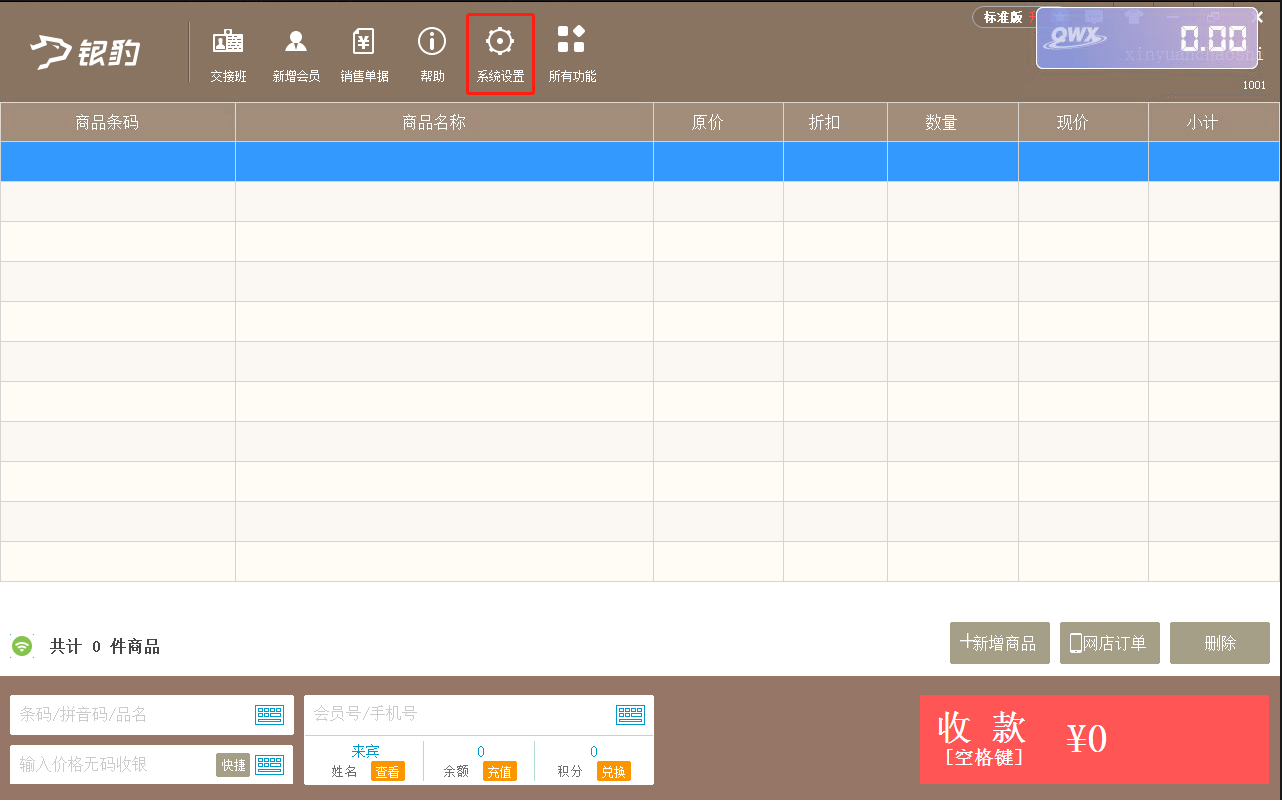 银豹
交接班 新增会员 销售单据 帮助 系统设置 所有功能
标准版
QWX 0.00
xinyuanhaoshi
1001
商品条码 商品名称 原价 折扣 数量 现价 小计
共计 0 件商品
新增商品 网店订单 删除
条码/拼音码/品名
会员号/手机号
输入价格无码收银 快捷
来宾 0 0
姓名 查看 余额 充值 积分 兑换
收 款 ¥0
[空格键]